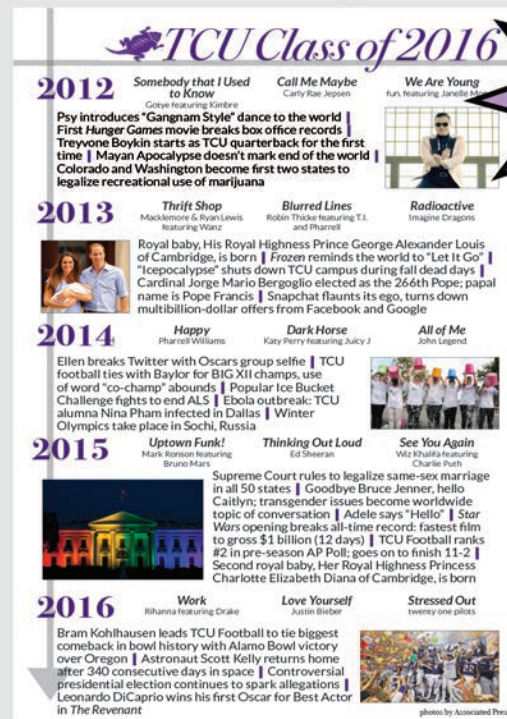 TCU Class of 2016
2012
Somebody that I Used
to Know
Gotye featuring Kimbre
Call Me Maybe
Carly Rae Jepsen
We Are Young
fun. featuring Janelle
Psy introduces "Gangnam Style" dance to the world |
First Hunger Games movie breaks box office records |
Treyvone Boykin starts as TCU quarterback for the first
time | Mayan Apocalypse doesn't mark end of the world |
Colorado and Washington become first two states to
legalize recreational use of marijuana
2013
Thrift Shop
Macklemore & Ryan Lewis
featuring Wanz
Blurred Lines
Robin Thicke featuring T.I.
and Pharrell
Radioactive
Imagine Dragons
Royal baby, His Royal Highness Prince George Alexander Louis
of Cambridge, is born | Frozen reminds the world to "Let It Go" |
"Icepocalypse" shuts down TCU campus during fall dead days |
Cardinal Jorge Mario Bergoglio elected as the 266th Pope; papal
name is Pope Francis | Snapchat flaunts its ego, turns down
multibillion-dollar offers from Facebook and Google
2014
Happy
Pharrell Williams
Dark Horse
Katy Perry featuring Juicy J
All of Me
John Legend
Ellen breaks Twitter with Oscars group selfie | TCU
football ties with Baylor for BIG XII champs, use
of word "co-champ" abounds | Popular Ice Bucket
Challenge fights to end ALS | Ebola outbreak: TCU
alumna Nina Pham infected in Dallas | Winter
Olympics take place in Sochi, Russia
2015
Uptown Funk!
Mark Ronson featuring
Bruno Mars
Thinking Out Loud
Ed Sheeran
See You Again
Wiz Khalifa featuring
Charlie Puth
Supreme Court rules to legalize same-sex marriage
in all 50 states | Goodbye Bruce Jenner, hello
Caitlyn; transgender issues become worldwide
topic of conversation | Adele says "Hello" | Star
Wars opening breaks all-time record: fastest film
to gross $1 billion (12 days) | TCU Football ranks
#2 in pre-season AP Poll; goes on to finish 11-2 |
Second royal baby, Her Royal Highness Princess
Charlotte Elizabeth Diana of Cambridge, is born
2016
Work
Rihanna featuring Drake
Love Yourself
Justin Bieber
Stressed Out
twenty one pilots
Bram Kohlhausen leads TCU Football to tie biggest
comeback in bowl history with Alamo Bowl victory
over Oregon | Astronaut Scott Kelly returns home
after 340 consecutive days in space | Controversial
presidential election continues to spark allegations |
Leonardo DiCaprio wins his first Oscar for Best Actor
in The Revenant
photos by Associated